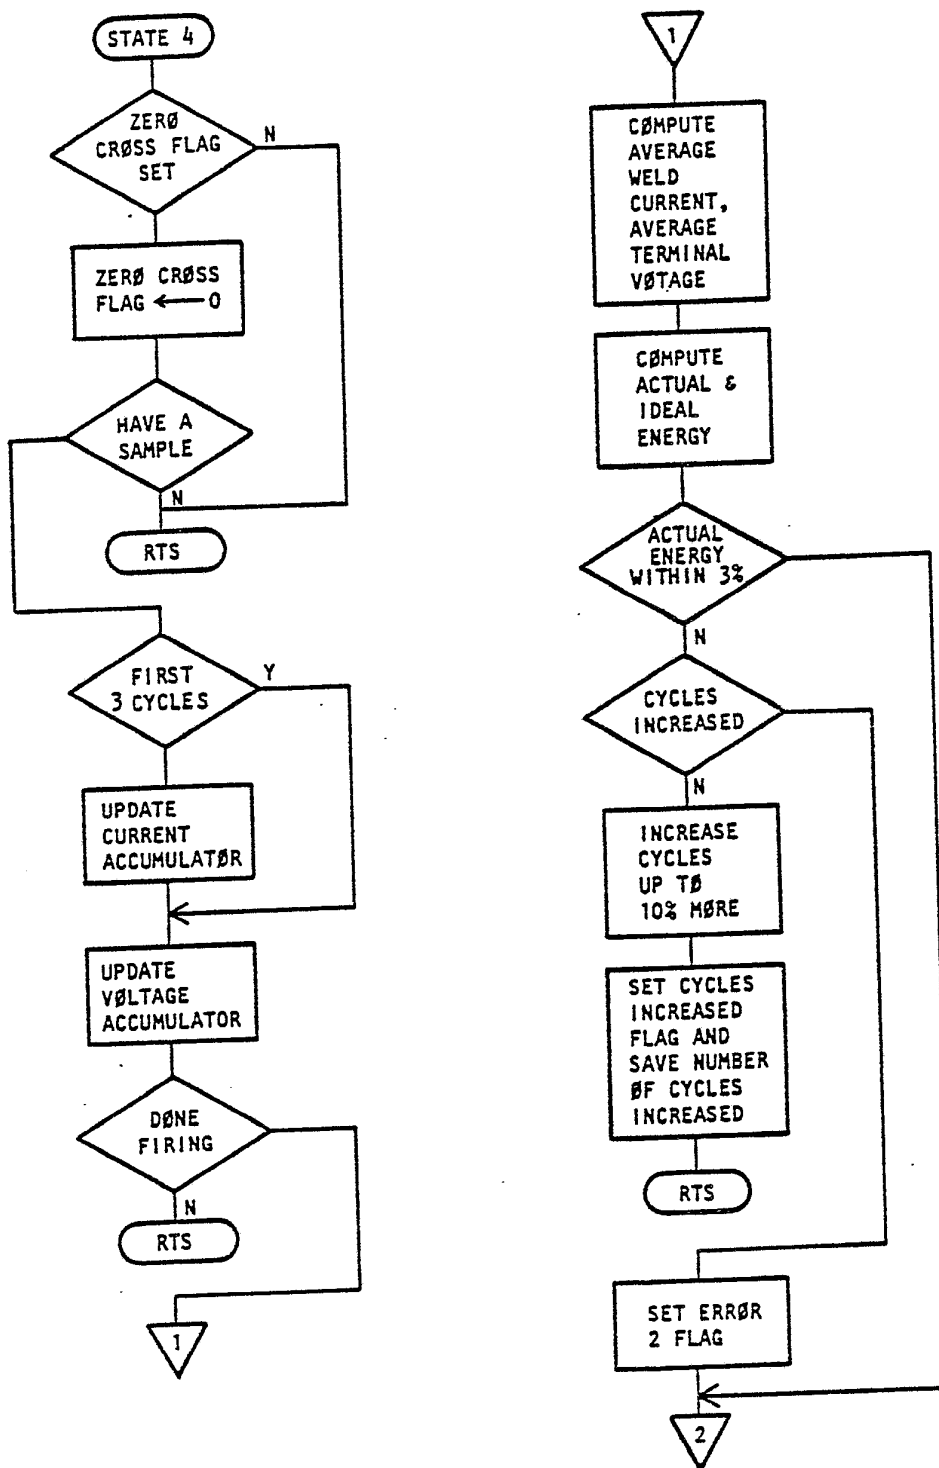 STATE 4
ZERØ
CRØSS FLAG
SET
N
ZERØ CRØSS
FLAG ← 0
HAVE A
SAMPLE
N
RTS
FIRST
3 CYCLES
Y
UPDATE
CURRENT
ACCUMULATØR
UPDATE
VØLTAGE
ACCUMULATOR
DØNE
FIRING
N
RTS
1
1
CØMPUTE
AVERAGE
WELD
CURRENT,
AVERAGE
TERMINAL
VØTAGE
CØMPUTE
ACTUAL &
IDEAL
ENERGY
ACTUAL
ENERGY
WITHIN 3%
N
CYCLES
INCREASED
N
INCREASE
CYCLES
UP TØ
10% MØRE
SET CYCLES
INCREASED
FLAG AND
SAVE NUMBER
ØF CYCLES
INCREASED
RTS
SET ERRØR
2 FLAG
2